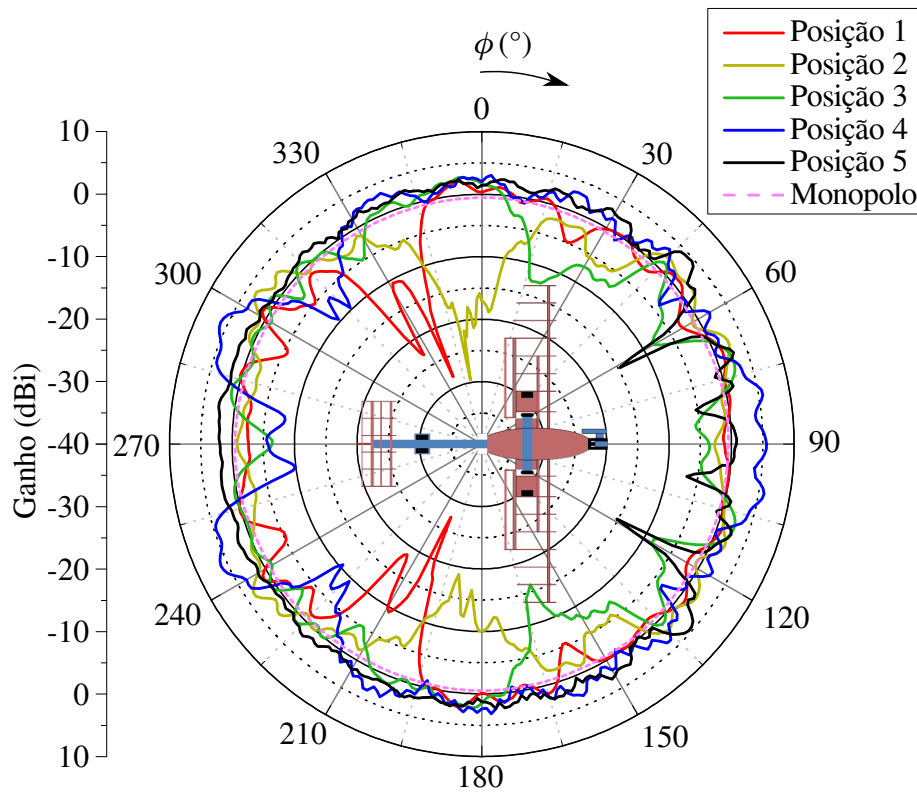 Posição 1
Posição 2
Posição 3
Posição 4
Posição 5
Monopolo
ϕ (°)
0
30
60
90
120
150
180
210
240
270
300
330
Ganho (dBi)
10
0
-10
-20
-30
-40
-30
-20
-10
0
10